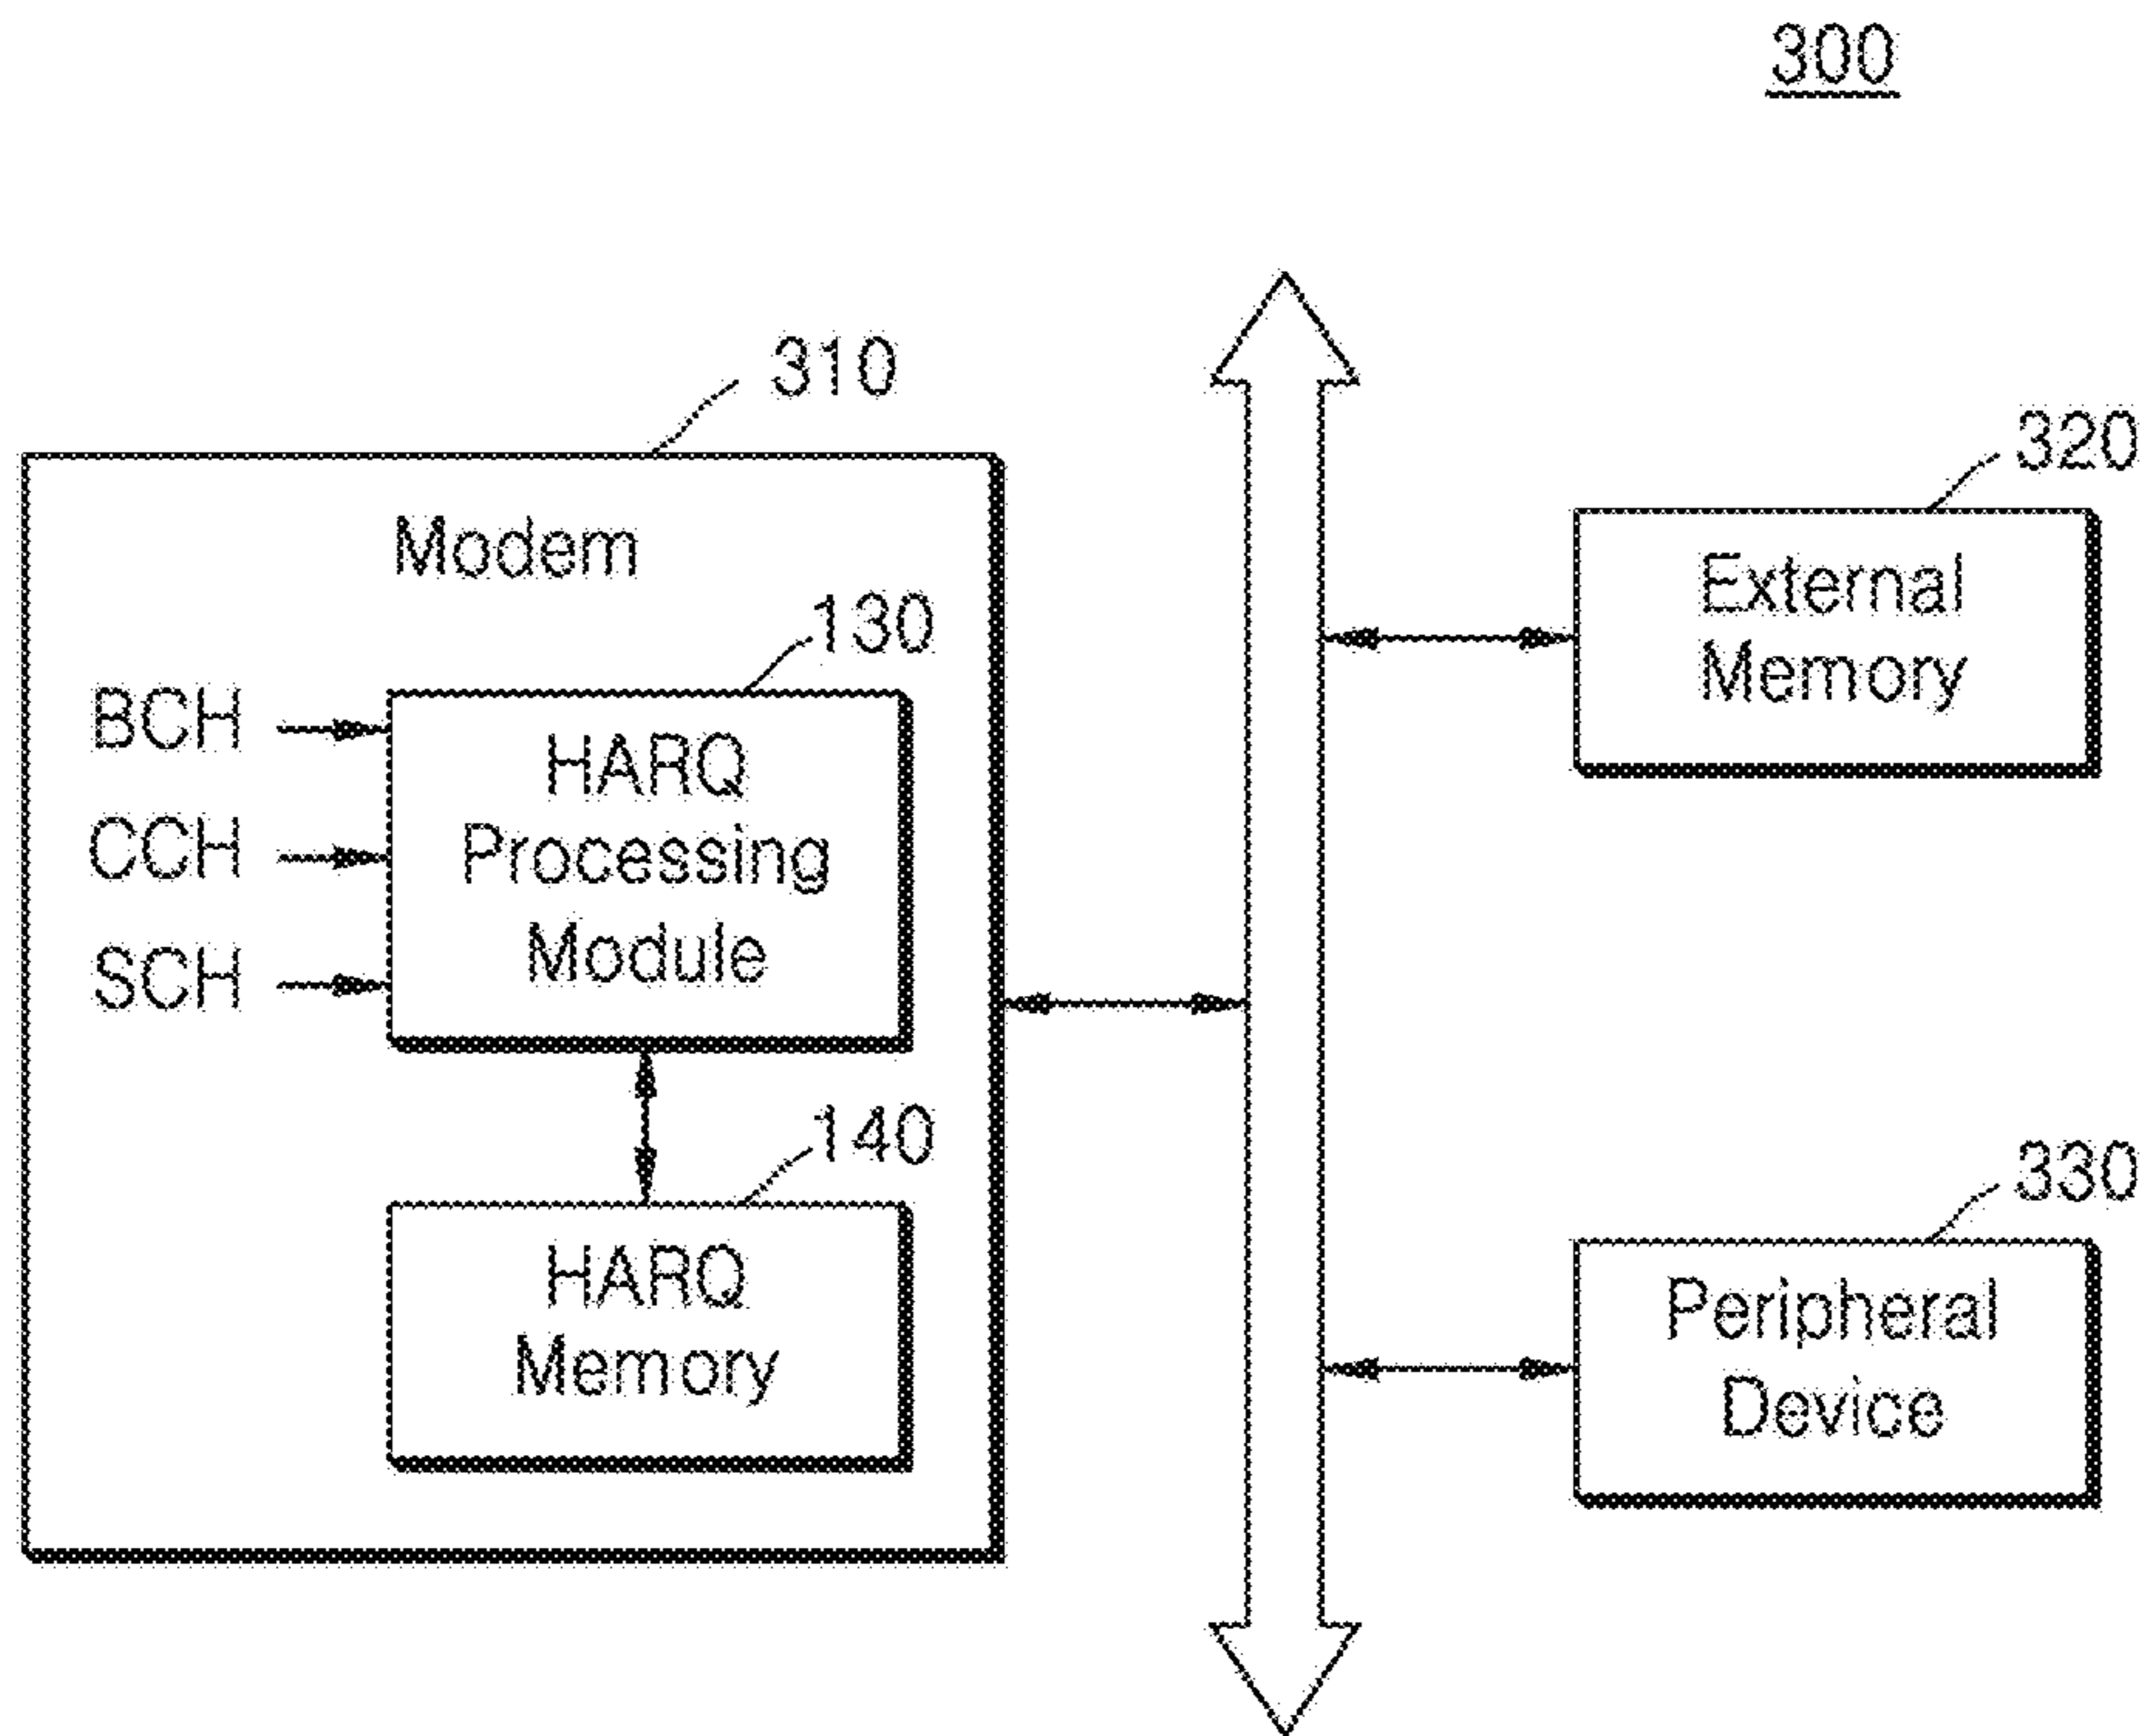 300
310
Modem
130
BCH
CCH
SCH
HARQ
Processing
Module
140
HARQ
Memory
320
External
Memory
330
Peripheral
Device